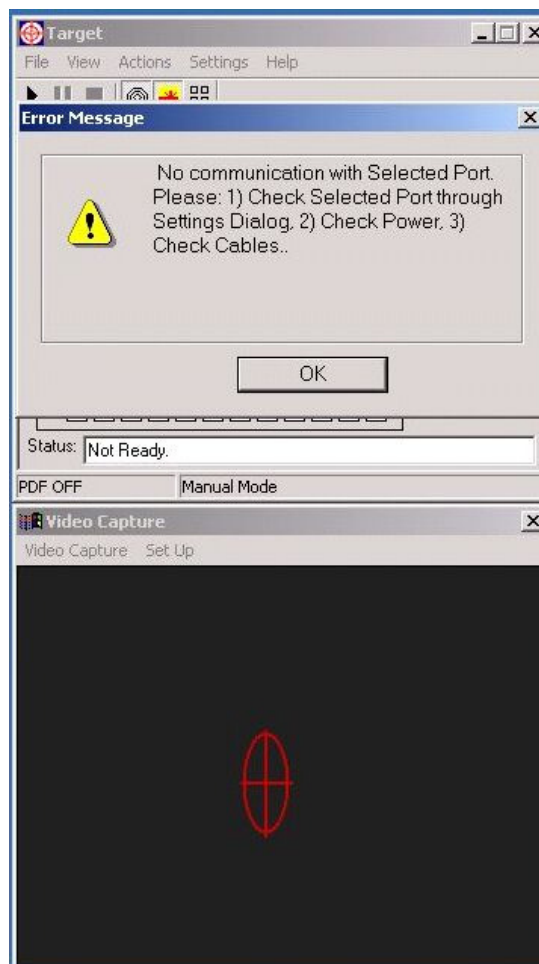 Target
File View Actions Settings Help
Error Message
No communication with Selected Port.
Please: 1) Check Selected Port through
Settings Dialog, 2) Check Power, 3)
Check Cables..
OK
Status: Not Ready.
PDF OFF Manual Mode
Video Capture
Video Capture Set Up